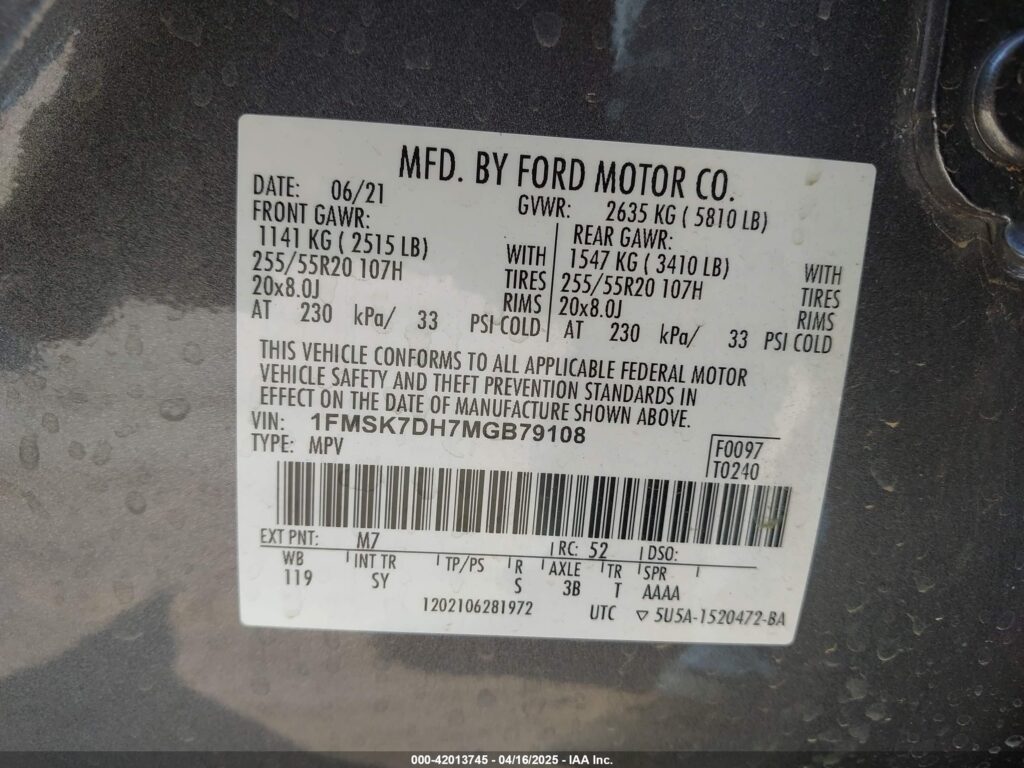 MFD. BY FORD MOTOR CO.
DATE: 06/21 GVWR: 2635 KG ( 5810 LB)
FRONT GAWR: REAR GAWR:
1141 KG ( 2515 LB) WITH 1547 KG ( 3410 LB) WITH
255/55R20 107H TIRES 255/55R20 107H TIRES
20x8.0J RIMS 20x8.0J RIMS
AT 230 kPa/ 33 PSI COLD AT 230 kPa/ 33 PSI COLD
THIS VEHICLE CONFORMS TO ALL APPLICABLE FEDERAL MOTOR
VEHICLE SAFETY AND THEFT PREVENTION STANDARDS IN
EFFECT ON THE DATE OF MANUFACTURE SHOWN ABOVE.
VIN: 1FMSK7DH7MGB79108
TYPE: MPV
F0097
T0240
EXT PNT: M7 RC: 52 DSO:
WB INT TR TP/PS R AXLE TR SPR
119 SY S 3B T AAAA
1202106281972 UTC ▽ 5U5A-1520472-BA
000-42013745 - 04/16/2025 - IAA Inc.